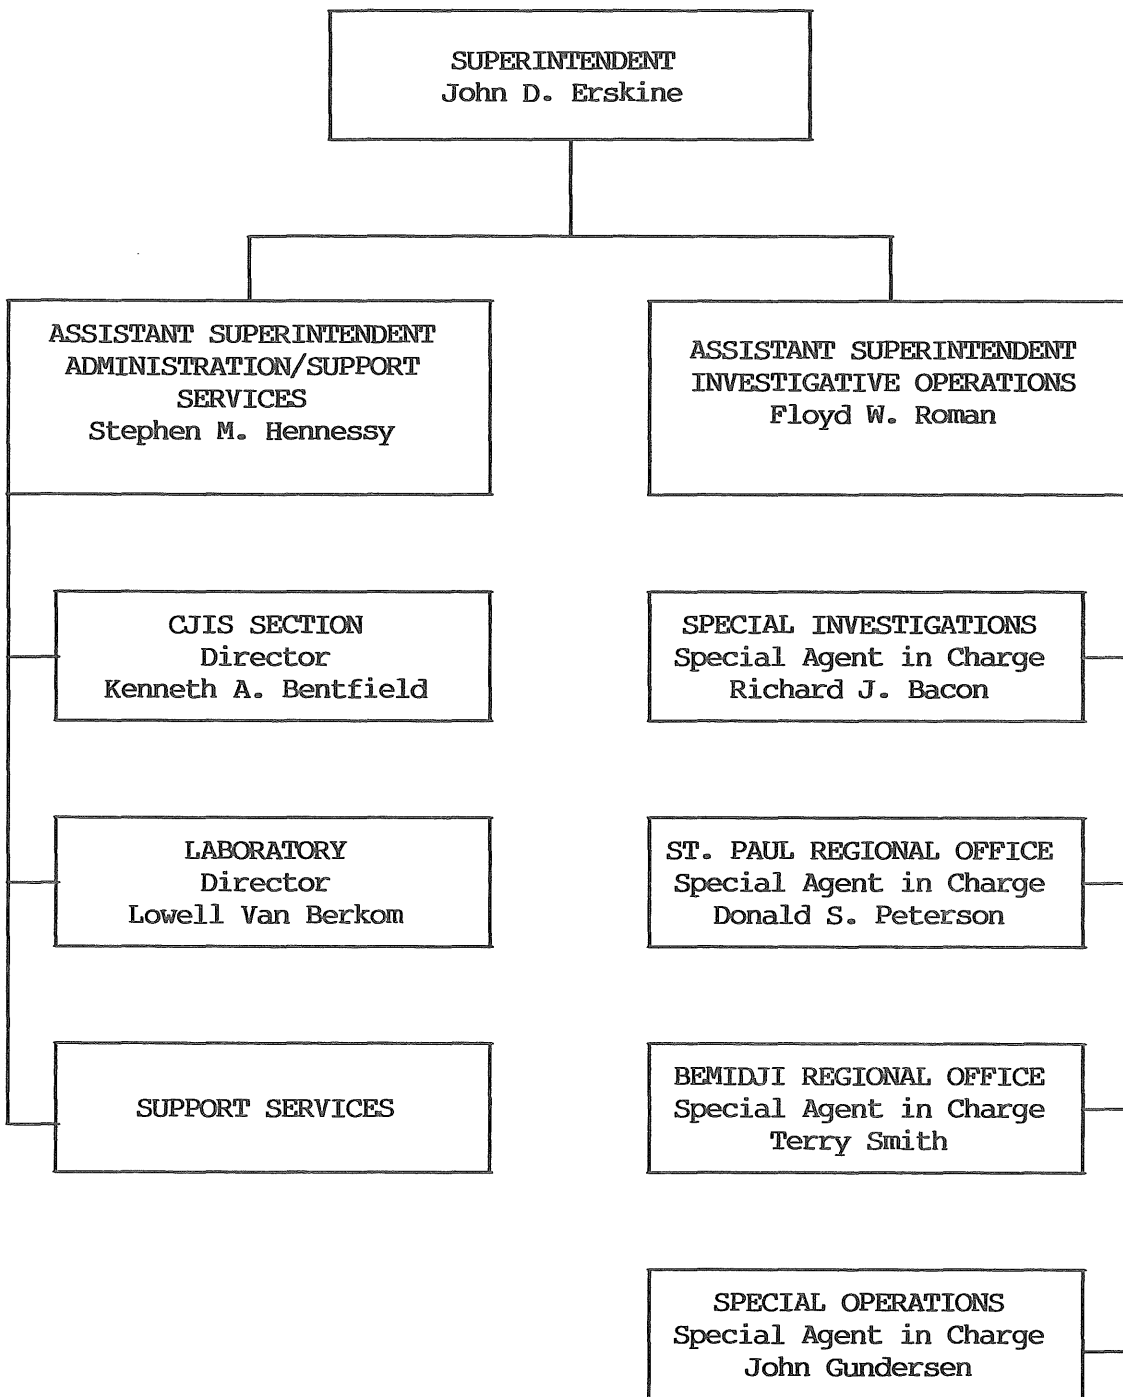 SUPERINTENDENT
John D. Erskine
ASSISTANT SUPERINTENDENT
ADMINISTRATION/SUPPORT
SERVICES
Stephen M. Hennessy
ASSISTANT SUPERINTENDENT
INVESTIGATIVE OPERATIONS
Floyd W. Roman
CJIS SECTION
Director
Kenneth A. Bentfield
SPECIAL INVESTIGATIONS
Special Agent in Charge
Richard J. Bacon
LABORATORY
Director
Lowell Van Berkom
ST. PAUL REGIONAL OFFICE
Special Agent in Charge
Donald S. Peterson
SUPPORT SERVICES
BEMIDJI REGIONAL OFFICE
Special Agent in Charge
Terry Smith
SPECIAL OPERATIONS
Special Agent in Charge
John Gundersen